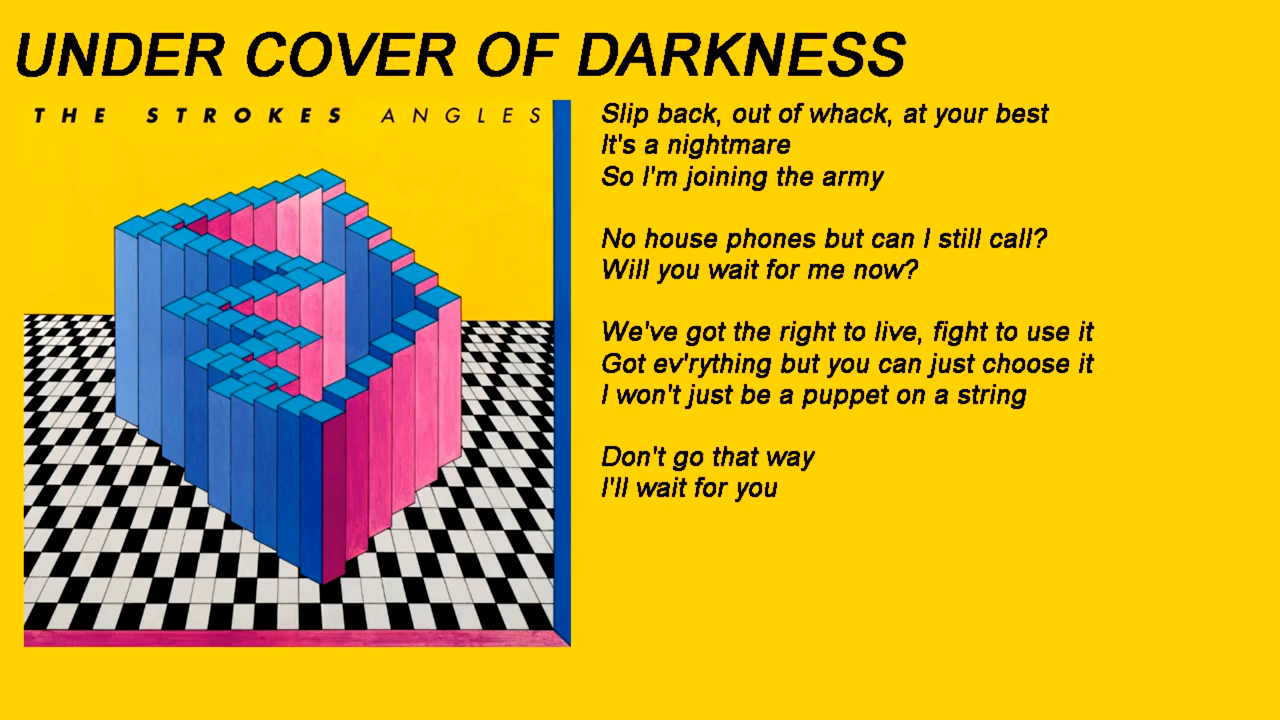 UNDER COVER OF DARKNESS
THE STROKES ANGLES
Slip back, out of whack, at your best
It's a nightmare
So I'm joining the army
No house phones but can I still call?
Will you wait for me now?
We've got the right to live, fight to use it
Got ev'rything but you can just choose it
I won't just be a puppet on a string
Don't go that way
I'll wait for you